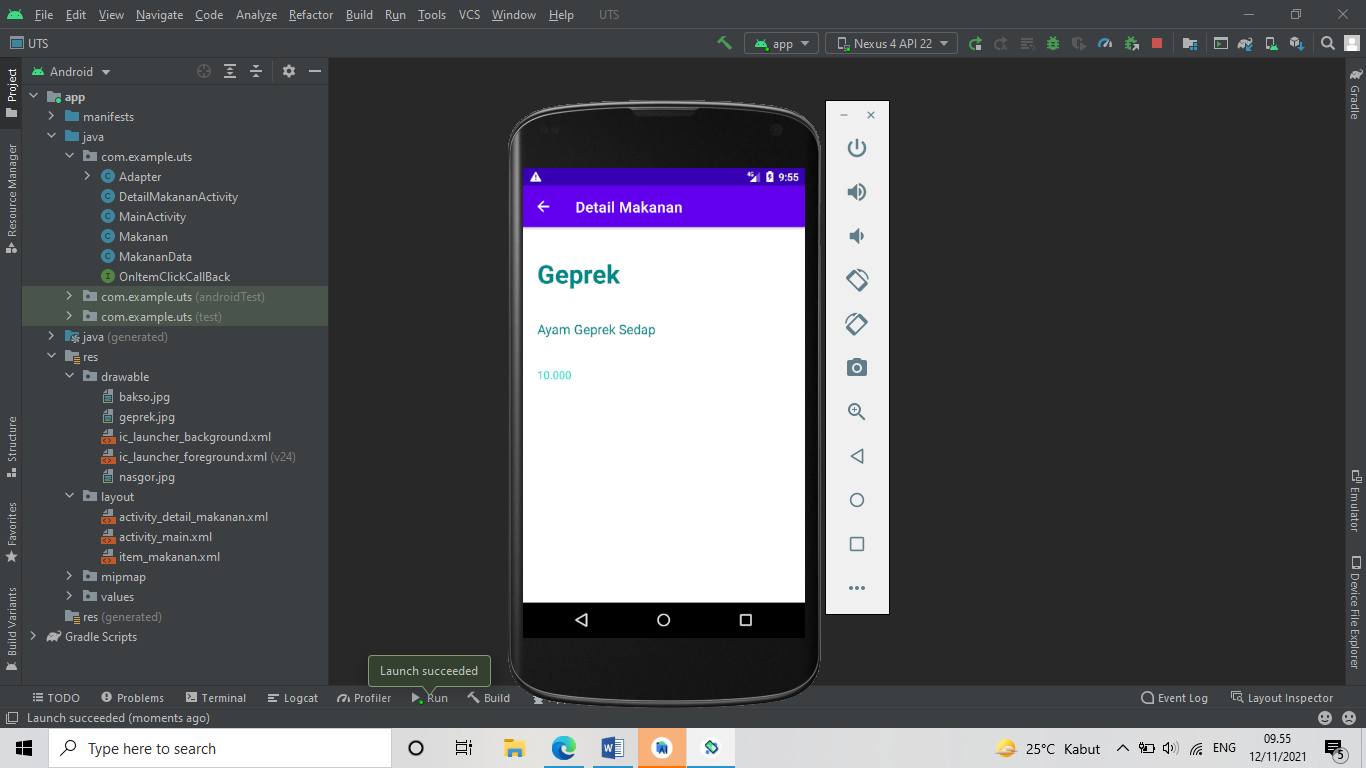 File Edit View Navigate Code Analyze Refactor Build Run Tools VCS Window Help UTS
UTS
app
Nexus 4 API 22
Android
app
manifests
java
com.example.uts
Adapter
DetailMakananActivity
MainActivity
Makanan
MakananData
OnItemClickCallBack
com.example.uts (androidTest)
com.example.uts (test)
java (generated)
res
drawable
bakso.jpg
geprek.jpg
ic_launcher_background.xml
ic_launcher_foreground.xml (v24)
nasgor.jpg
layout
activity_detail_makanan.xml
activity_main.xml
item_makanan.xml
mipmap
values
res (generated)
Gradle Scripts
Project
Resource Manager
Structure
Favorites
Build Variants
4G 9:55
Detail Makanan
Geprek
Ayam Geprek Sedap
10.000
Gradle
Emulator
Device File Explorer
Launch succeeded
TODO Problems Terminal Logcat Profiler Run Build
Event Log Layout Inspector
Launch succeeded (moments ago)
Type here to search
25°C Kabut
ENG
09.55
12/11/2021
5